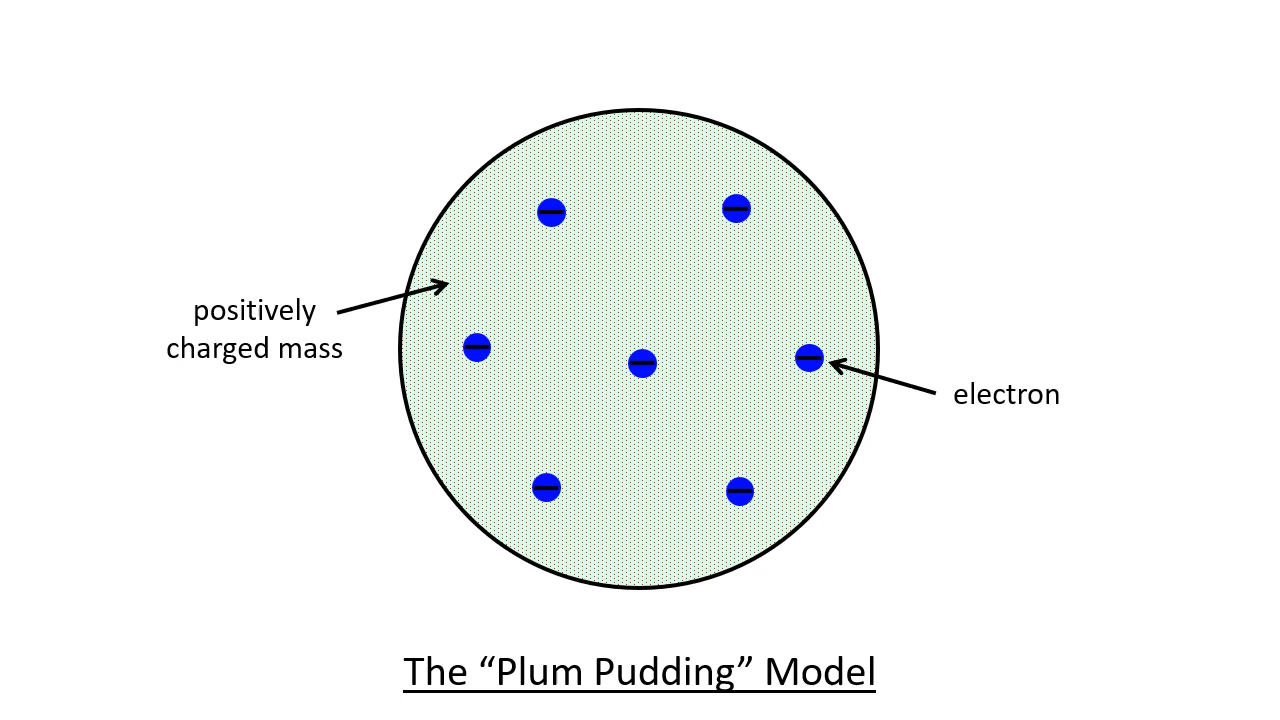 positively
charged mass
electron
The “Plum Pudding” Model